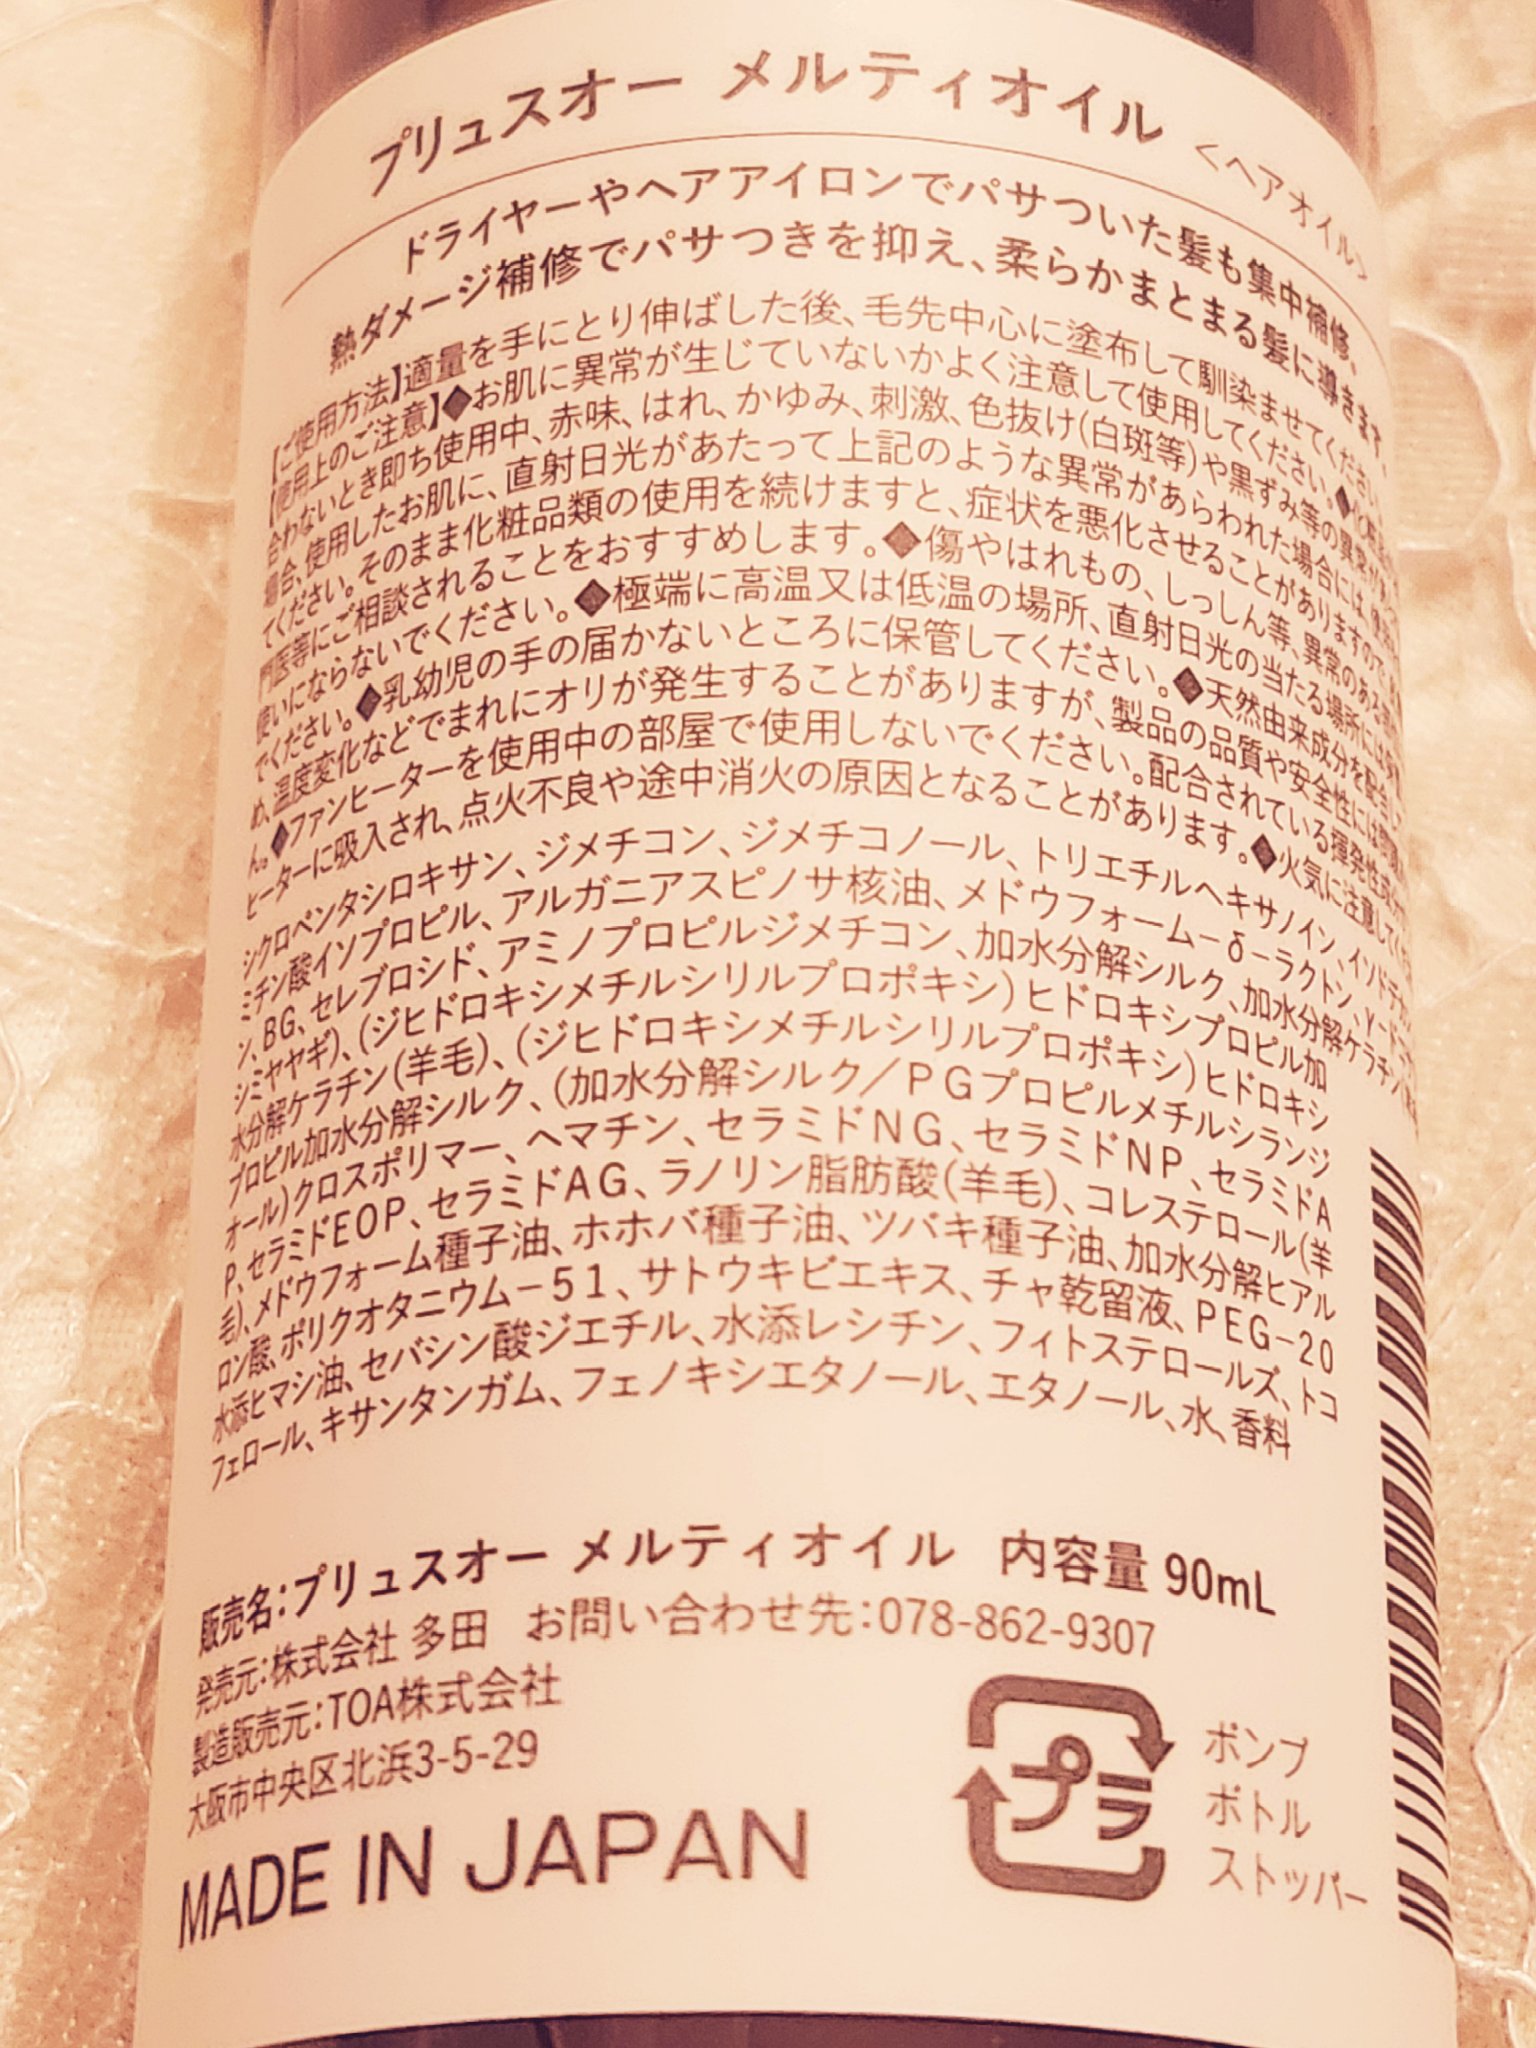 プリュスオー メルティオイル <ヘアオイル>
ドライヤーやヘアアイロンでパサついた髪も集中補修。
熱ダメージ補修でパサつきを抑え、柔らかまとまる髪に導きます。
【ご使用方法】適量を手にとり伸ばした後、毛先中心に塗布して馴染ませてください
【使用上のご注意】◆お肌に異常が生じていないかよく注意して使用してください。◆
合わないとき即ち使用中、赤味、はれ、かゆみ、刺激、色抜け(白斑等)や黒ずみ等の異常が
場合、使用したお肌に、直射日光があたって上記のような異常があらわれた場合には、使用
てください。そのまま化粧品類の使用を続けますと、症状を悪化させることがありますので、
門医等にご相談されることをおすすめします。◆傷やはれもの、しっしん等、異常のある
使いにならないでください。◆極端に高温又は低温の場所、直射日光の当たる場所には
でください。◆乳幼児の手の届かないところに保管してください。◆天然由来成分を配合し
め、温度変化などでまれにオリが発生することがありますが、製品の品質や安全性には
ん。◆ファンヒーターを使用中の部屋で使用しないでください。配合されている揮発性成分
ヒーターに吸入され、点火不良や途中消火の原因となることがあります。◆火気に注意して
シクロペンタシロキサン、ジメチコン、ジメチコノール、トリエチルヘキサノイン、イソドデカ
ミチン酸イソプロピル、アルガニアスピノサ核油、メドウフォーム－δ－ラクトン、γ－ド
ン、BG、セレブロシド、アミノプロピルジメチコン、加水分解シルク、加水分解ケラチン
シミヤヤギ)、(ジヒドロキシメチルシリルプロポキシ)ヒドロキシプロピル加
水分解ケラチン(羊毛)、(ジヒドロキシメチルシリルプロポキシ)ヒドロキシ
プロピル加水分解シルク、(加水分解シルク／PGプロピルメチルシランジ
オール)クロスポリマー、ヘマチン、セラミドNG、セラミドNP、セラミドA
P、セラミドEOP、セラミドAG、ラノリン脂肪酸(羊毛)、コレステロール(羊
毛)、メドウフォーム種子油、ホホバ種子油、ツバキ種子油、加水分解ヒアル
ロン酸、ポリクオタニウム－51、サトウキビエキス、チャ乾留液、PEG－20
水添ヒマシ油、セバシン酸ジエチル、水添レシチン、フィトステロールズ、トコ
フェロール、キサンタンガム、フェノキシエタノール、エタノール、水、香料
販売名：プリュスオー メルティオイル 内容量 90mL
発売元：株式会社 多田 お問い合わせ先：078-862-9307
製造販売元：TOA株式会社
大阪市中央区北浜3-5-29
MADE IN JAPAN
プラ
ポンプ
ボトル
ストッパー